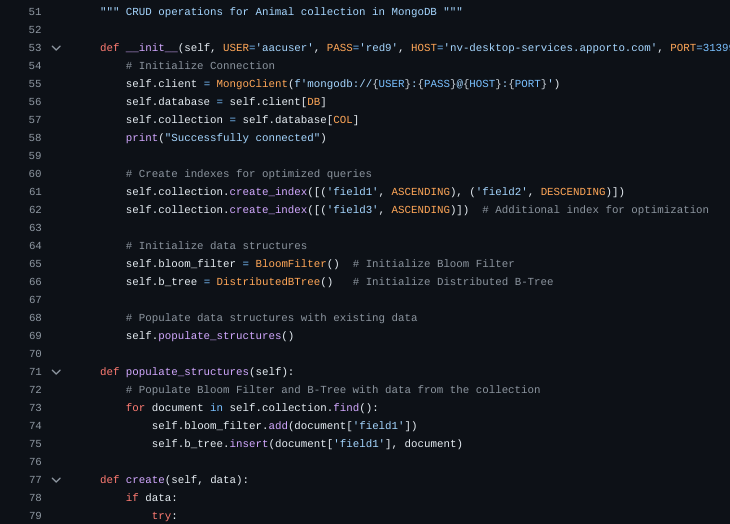 51 """ CRUD operations for Animal collection in MongoDB """
52
53 def __init__(self, USER='aacuser', PASS='red9', HOST='nv-desktop-services.apporto.com', PORT=3139
54 # Initialize Connection
55 self.client = MongoClient(f'mongodb://{USER}:{PASS}@{HOST}:{PORT}')
56 self.database = self.client[DB]
57 self.collection = self.database[COL]
58 print("Successfully connected")
59
60 # Create indexes for optimized queries
61 self.collection.create_index([('field1', ASCENDING), ('field2', DESCENDING)])
62 self.collection.create_index([('field3', ASCENDING)])  # Additional index for optimization
63
64 # Initialize data structures
65 self.bloom_filter = BloomFilter()  # Initialize Bloom Filter
66 self.b_tree = DistributedBTree()   # Initialize Distributed B-Tree
67
68 # Populate data structures with existing data
69 self.populate_structures()
70
71 def populate_structures(self):
72 # Populate Bloom Filter and B-Tree with data from the collection
73 for document in self.collection.find():
74 self.bloom_filter.add(document['field1'])
75 self.b_tree.insert(document['field1'], document)
76
77 def create(self, data):
78 if data:
79 try: